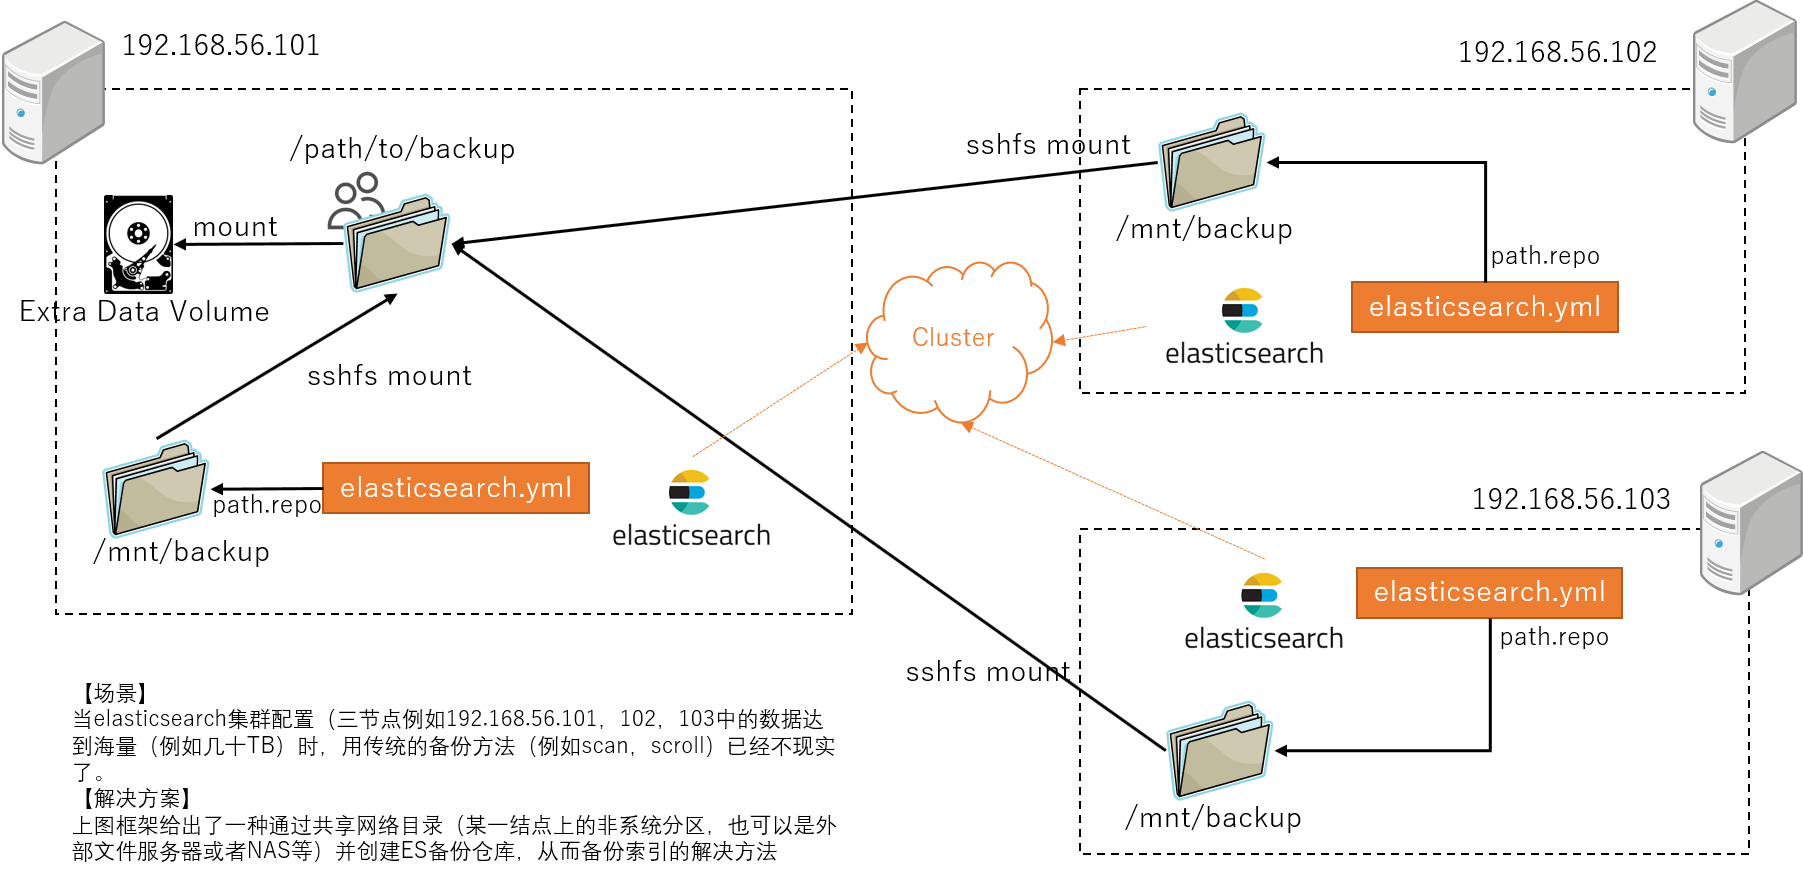 192.168.56.101
192.168.56.102
/path/to/backup
sshfs mount
mount
/mnt/backup
path.repo
elasticsearch.yml
Extra Data Volume
Cluster
elasticsearch
sshfs mount
elasticsearch.yml
path.repo
elasticsearch
/mnt/backup
192.168.56.103
elasticsearch.yml
elasticsearch
path.repo
sshfs mount
/mnt/backup
【场景】
当elasticsearch集群配置（三节点例如192.168.56.101，102，103中的数据达
到海量（例如几十TB）时，用传统的备份方法（例如scan，scroll）已经不现实
了。
【解决方案】
上图框架给出了一种通过共享网络目录（某一结点上的非系统分区，也可以是外
部文件服务器或者NAS等）并创建ES备份仓库，从而备份索引的解决方法